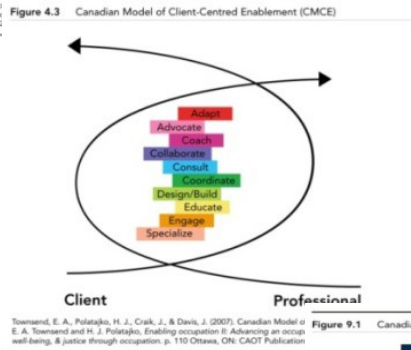 Figure 4.3 Canadian Model of Client-Centred Enablement (CMCE)
Adapt
Advocate
Coach
Collaborate
Consult
Coordinate
Design/Build
Educate
Engage
Specialize
Client Professional
Townsend, E. A., Polatajko, H. J., Craik, J., & Davis, J. (2007). Canadian Model o
E. A. Townsend and H. J. Polatajko, Enabling occupation II: Advancing an occup
well-being, & justice through occupation. p. 110 Ottawa, ON: CAOT Publication
Figure 9.1 Canadia